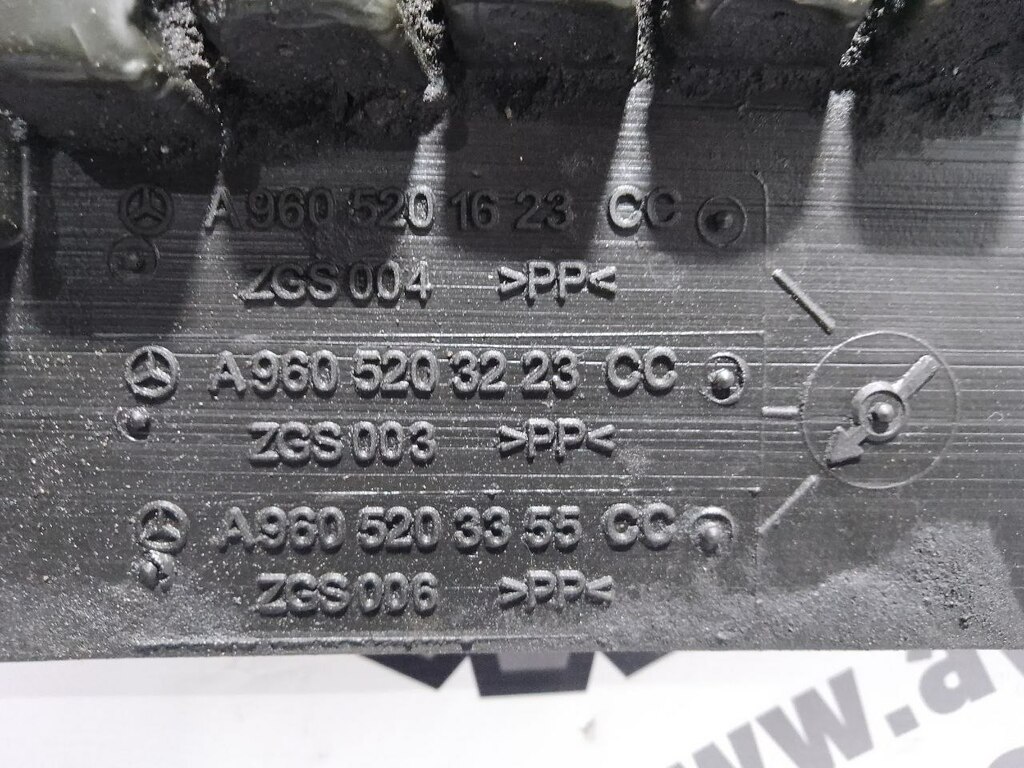 A 960 520 16 23 CC
ZGS 004 >PP<
A 960 520 32 23 CC
ZGS 003 >PP<
A 960 520 33 55 CC
ZGS 006 >PP<
www.a